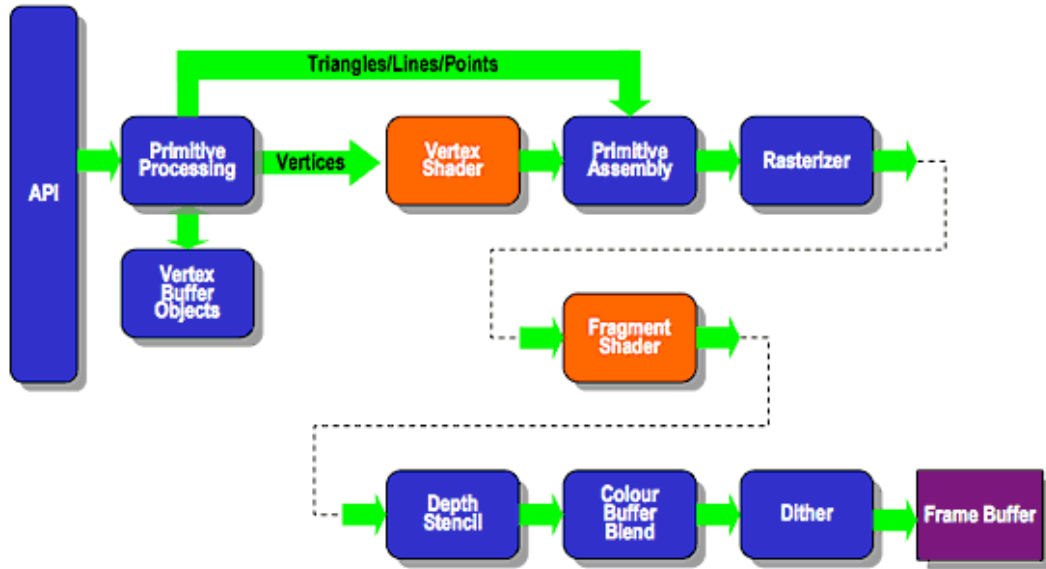 Triangles/Lines/Points
API
Primitive
Processing
Vertices
Vertex
Shader
Primitive
Assembly
Rasterizer
Vertex
Buffer
Objects
Fragment
Shader
Depth
Stencil
Colour
Buffer
Blend
Dither
Frame Buffer